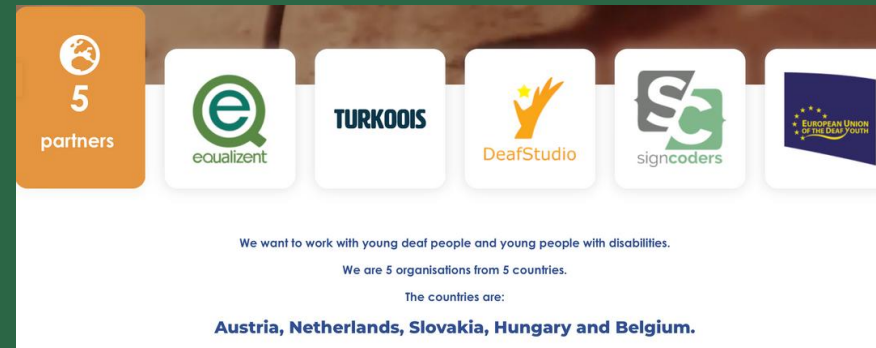 5
partners
equalizent
TURKOOIS
DeafStudio
SC
signcoders
EUROPEAN UNION
OF THE DEAF YOUTH
We want to work with young deaf people and young people with disabilities.
We are 5 organisations from 5 countries.
The countries are:
Austria, Netherlands, Slovakia, Hungary and Belgium.